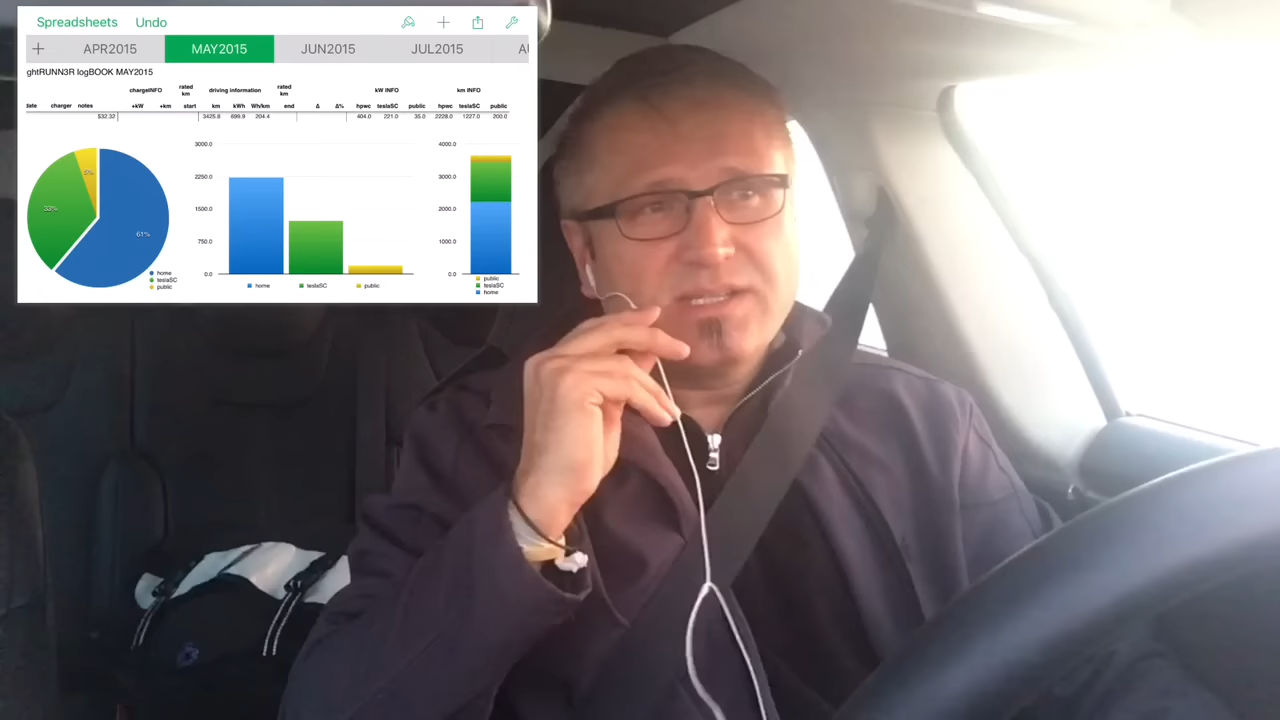 Spreadsheets Undo
APR2015 MAY2015 JUN2015 JUL2015 AU
ghtRUNN3R logBOOK MAY2015
chargeINFO rated km driving information rated km kW INFO km INFO
date charger notes +kW +km start km kWh Wh/km end Δ Δ% hpwc teslaSC public hpwc teslaSC public
$32.32 3425.8 699.9 204.4 404.0 221.0 35.0 2228.0 1227.0 200.0
5%
33%
61%
home
teslaSC
public
3000.0
2250.0
1500.0
750.0
0.0
home teslaSC public
4000.0
3000.0
2000.0
1000.0
0.0
public
teslaSC
home